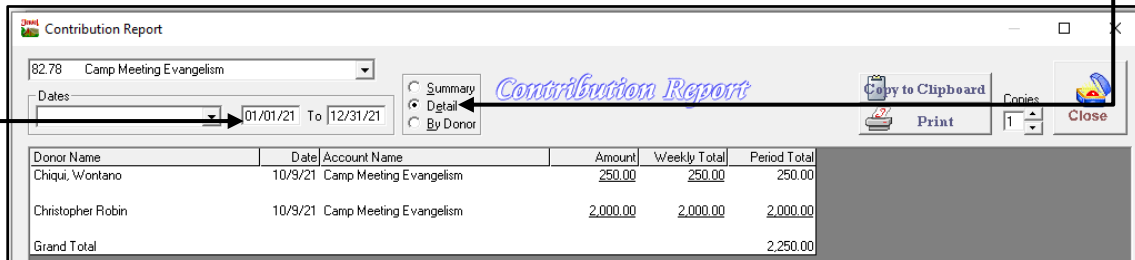 Jewel
Contribution Report
82.78 Camp Meeting Evangelism
Dates
01/01/21 To 12/31/21
Summary
Detail
By Donor
Contribution Report
Copy to Clipboard
Print
Copies
1
Close
Donor Name Date Account Name Amount Weekly Total Period Total
Chiqui, Wontano 10/9/21 Camp Meeting Evangelism 250.00 250.00 250.00
Christopher Robin 10/9/21 Camp Meeting Evangelism 2,000.00 2,000.00 2,000.00
Grand Total 2,250.00